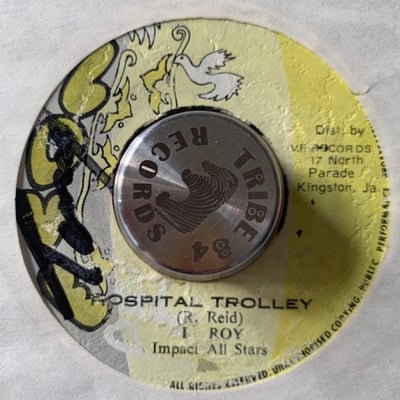 Dist. by
V.P. RECORDS
17 North
Parade
Kingston, Ja.
TRIBE 84
RECORDS
HOSPITAL TROLLEY
(R. Reid)
I ROY
Impact All Stars
ALL RIGHTS RESERVED. UNAUTHORISED COPYING, PUBLIC PERFORMANCE